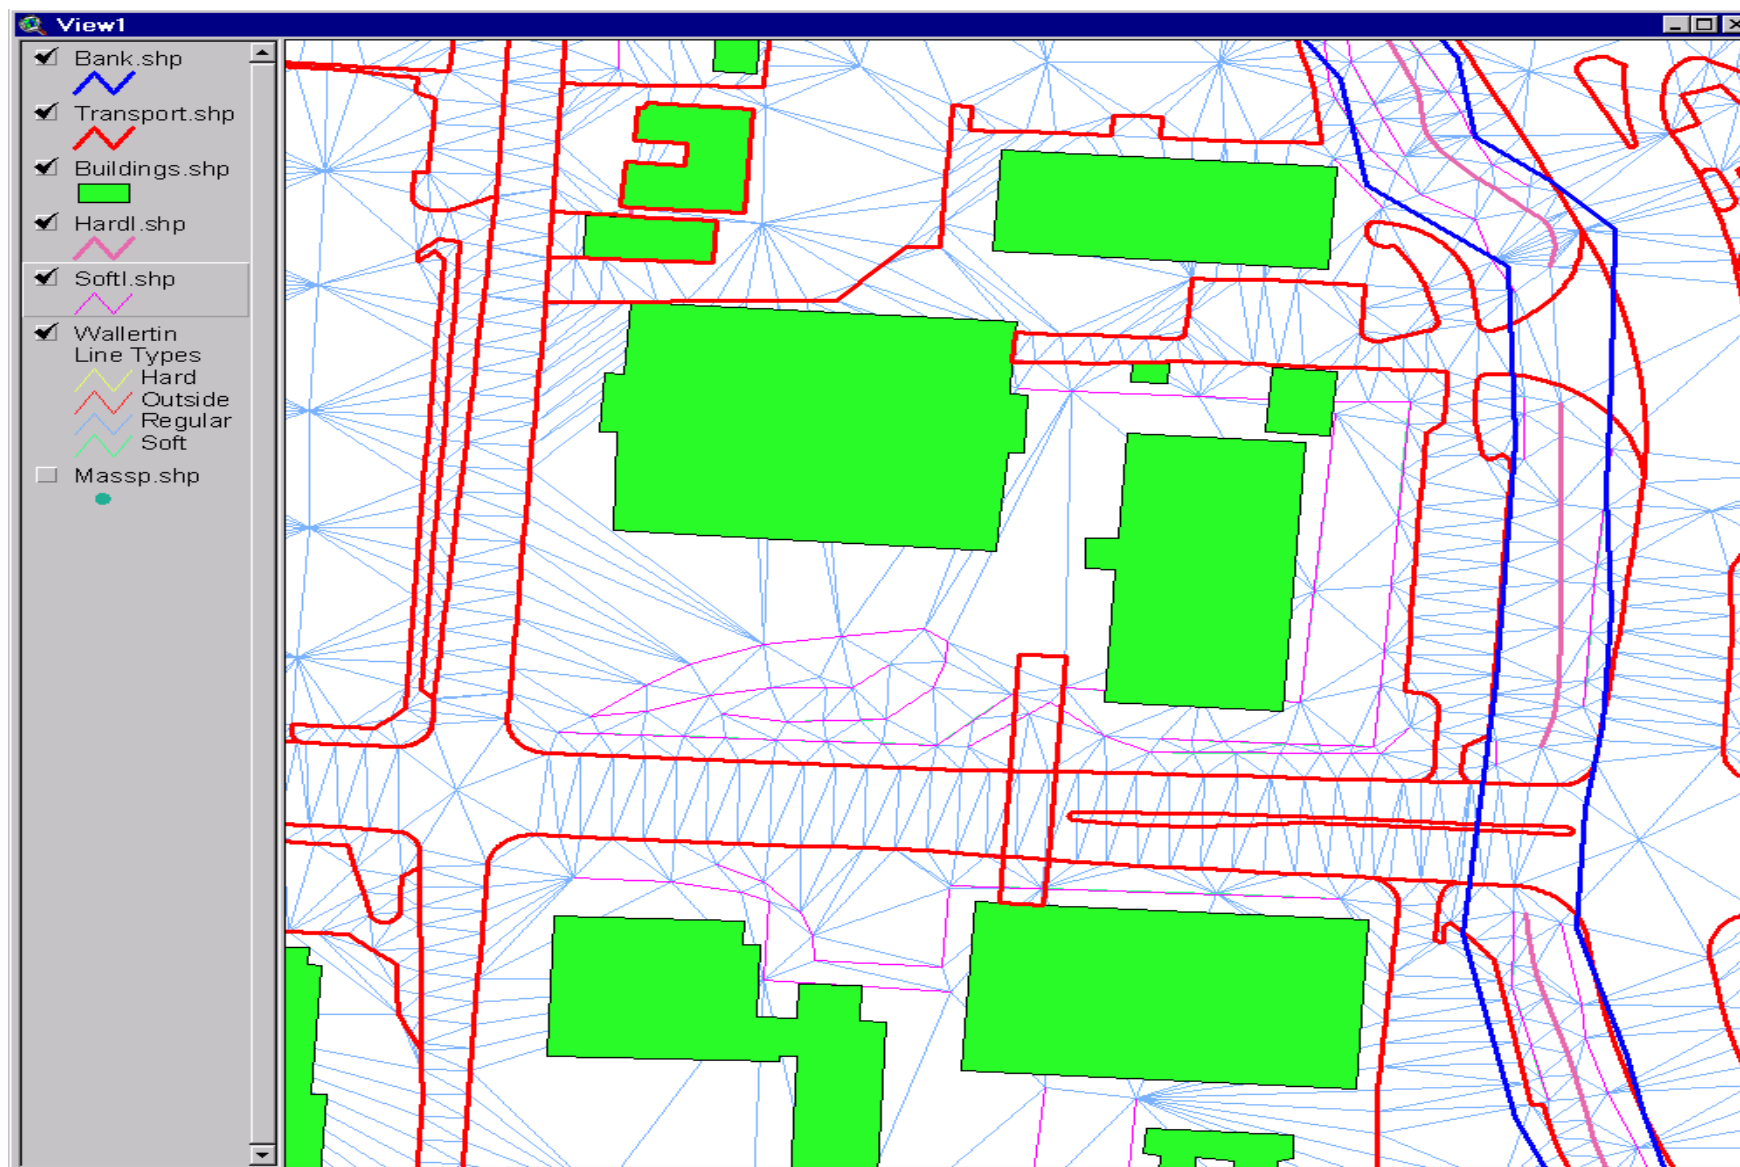 View1
Bank.shp
Transport.shp
Buildings.shp
Hardl.shp
Softl.shp
Wallertin
Line Types
Hard
Outside
Regular
Soft
Massp.shp